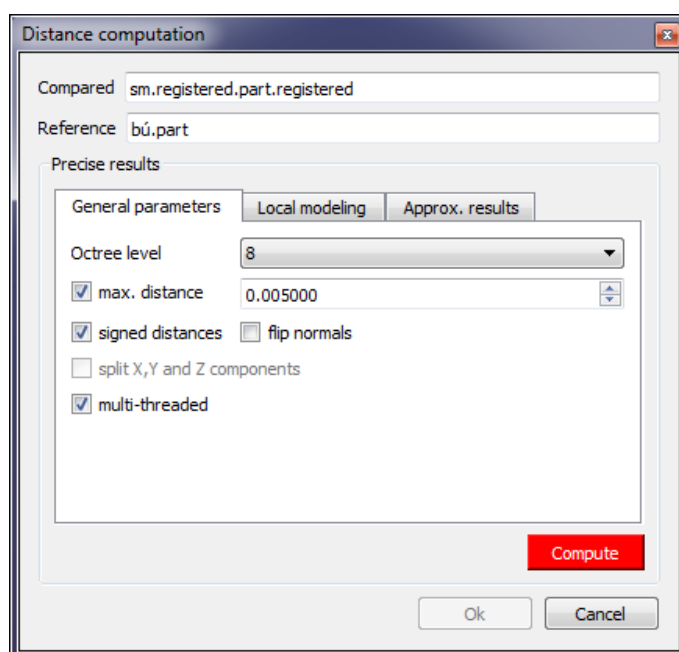 Distance computation
Compared sm.registered.part.registered
Reference bú.part
Precise results
General parameters Local modeling Approx. results
Octree level 8
max. distance 0.005000
signed distances flip normals
split X,Y and Z components
multi-threaded
Compute
Ok Cancel